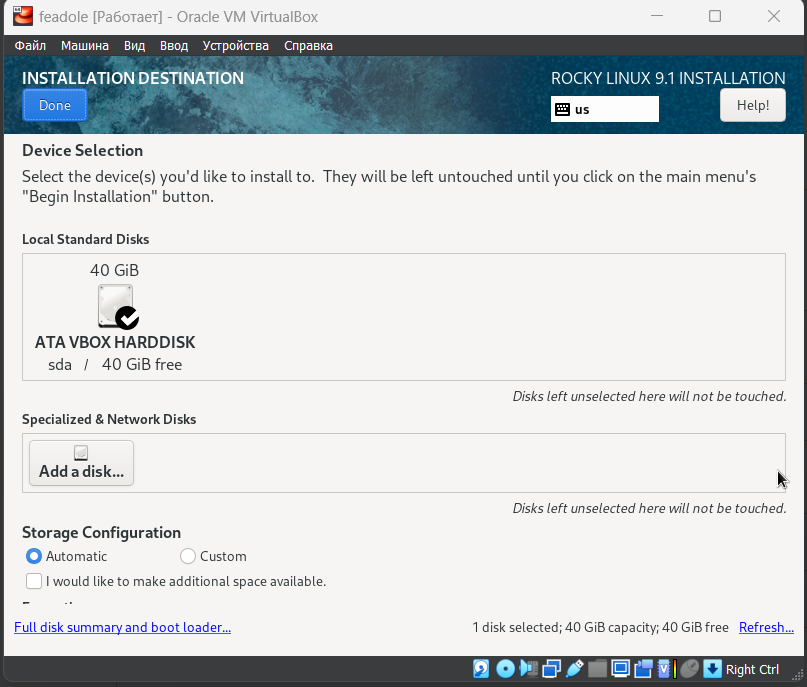 feadole [Работает] - Oracle VM VirtualBox
Файл Машина Вид Ввод Устройства Справка
INSTALLATION DESTINATION
ROCKY LINUX 9.1 INSTALLATION
Done
us
Help!
Device Selection
Select the device(s) you'd like to install to. They will be left untouched until you click on the main menu's
"Begin Installation" button.
Local Standard Disks
40 GiB
ATA VBOX HARDDISK
sda / 40 GiB free
Disks left unselected here will not be touched.
Specialized & Network Disks
Add a disk...
Disks left unselected here will not be touched.
Storage Configuration
Automatic Custom
I would like to make additional space available.
Full disk summary and boot loader...
1 disk selected; 40 GiB capacity; 40 GiB free Refresh...
Right Ctrl